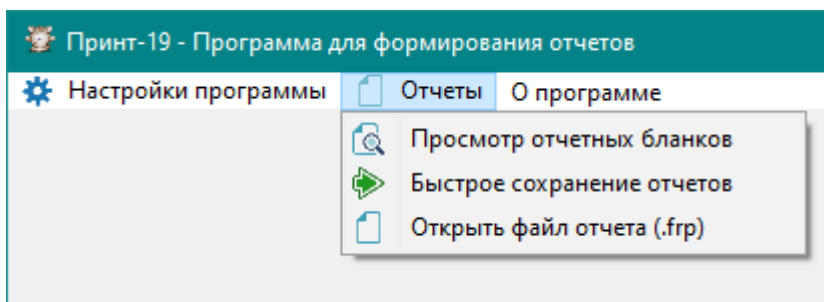 Принт-19 - Программа для формирования отчетов
Настройки программы Отчеты О программе
Просмотр отчетных бланков
Быстрое сохранение отчетов
Открыть файл отчета (.frp)